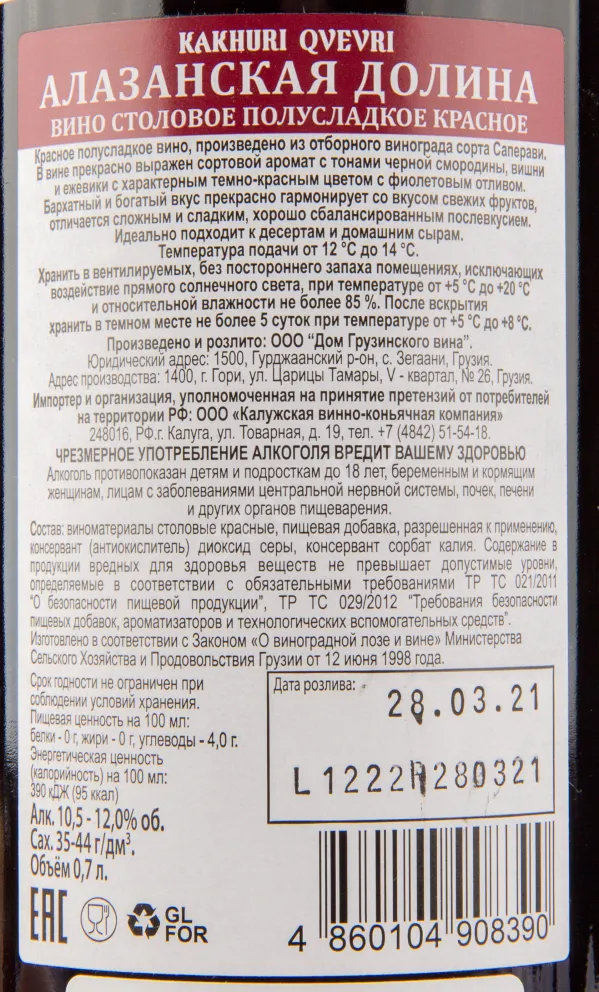 KAKHURI QVEVRI
АЛАЗАНСКАЯ ДОЛИНА
ВИНО СТОЛОВОЕ ПОЛУСЛАДКОЕ КРАСНОЕ
Красное полусладкое вино, произведено из отборного винограда сорта Саперави.
В вине прекрасно выражен сортовой аромат с тонами черной смородины, вишни
и ежевики с характерным темно-красным цветом с фиолетовым отливом.
Бархатный и богатый вкус прекрасно гармонирует со вкусом свежих фруктов,
отличается сложным и сладким, хорошо сбалансированным послевкусием.
Идеально подходит к десертам и домашним сырам.
Температура подачи от 12 °С до 14 °С.
Хранить в вентилируемых, без постороннего запаха помещениях, исключающих
воздействие прямого солнечного света, при температуре от +5 °С до +20 °С
и относительной влажности не более 85 %. После вскрытия
хранить в темном месте не более 5 суток при температуре от +5 °С до +8 °С.
Произведено и розлито: ООО "Дом Грузинского вина".
Юридический адрес: 1500, Гурджаанский р-он, с. Зегаани, Грузия.
Адрес производства: 1400, г. Гори, ул. Царицы Тамары, V - квартал, № 26, Грузия.
Импортер и организация, уполномоченная на принятие претензий от потребителей
на территории РФ: ООО «Калужская винно-коньячная компания»
248016, РФ.г. Калуга, ул. Товарная, д. 19, тел. +7 (4842) 51-54-18.
ЧРЕЗМЕРНОЕ УПОТРЕБЛЕНИЕ АЛКОГОЛЯ ВРЕДИТ ВАШЕМУ ЗДОРОВЬЮ
Алкоголь противопоказан детям и подросткам до 18 лет, беременным и кормящим
женщинам, лицам с заболеваниями центральной нервной системы, почек, печени
и других органов пищеварения.
Состав: виноматериалы столовые красные, пищевая добавка, разрешенная к применению,
консервант (антиокислитель) диоксид серы, консервант сорбат калия. Содержание в
продукции вредных для здоровья веществ не превышает допустимые уровни,
определяемые в соответствии с обязательными требованиями ТР ТС 021/2011
"О безопасности пищевой продукции", ТР ТС 029/2012 "Требования безопасности
пищевых добавок, ароматизаторов и технологических вспомогательных средств".
Изготовлено в соответствии с Законом «О виноградной лозе и вине» Министерства
Сельского Хозяйства и Продовольствия Грузии от 12 июня 1998 года.
Срок годности не ограничен при
соблюдении условий хранения.
Пищевая ценность на 100 мл:
белки - 0 г, жири - 0 г, углеводы - 4,0 г.
Энергетическая ценность
(калорийность) на 100 мл:
390 кДЖ (95 ккал)
Алк. 10,5 - 12,0% об.
Сах. 35-44 г/дм³.
Объём 0,7 л.
Дата розлива:
28.03.21
L1222R280321
EAC
GL
FOR
4 860104 908390